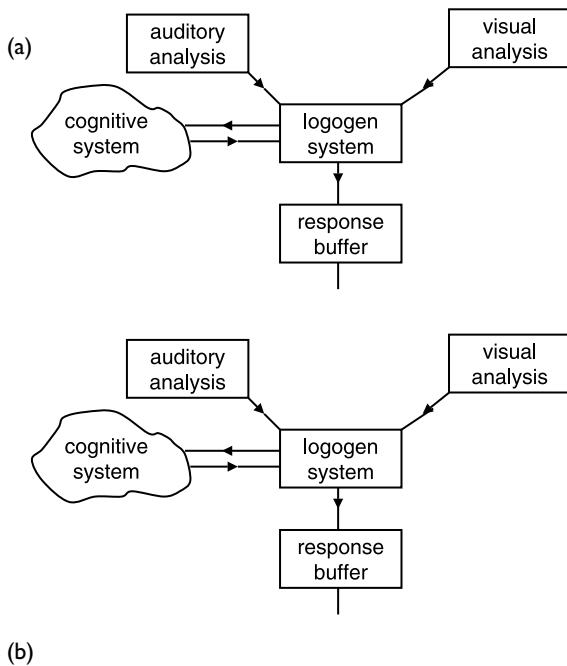 (a)
auditory
analysis
visual
analysis
cognitive
system
logogen
system
response
buffer
auditory
analysis
visual
analysis
cognitive
system
logogen
system
response
buffer
(b)